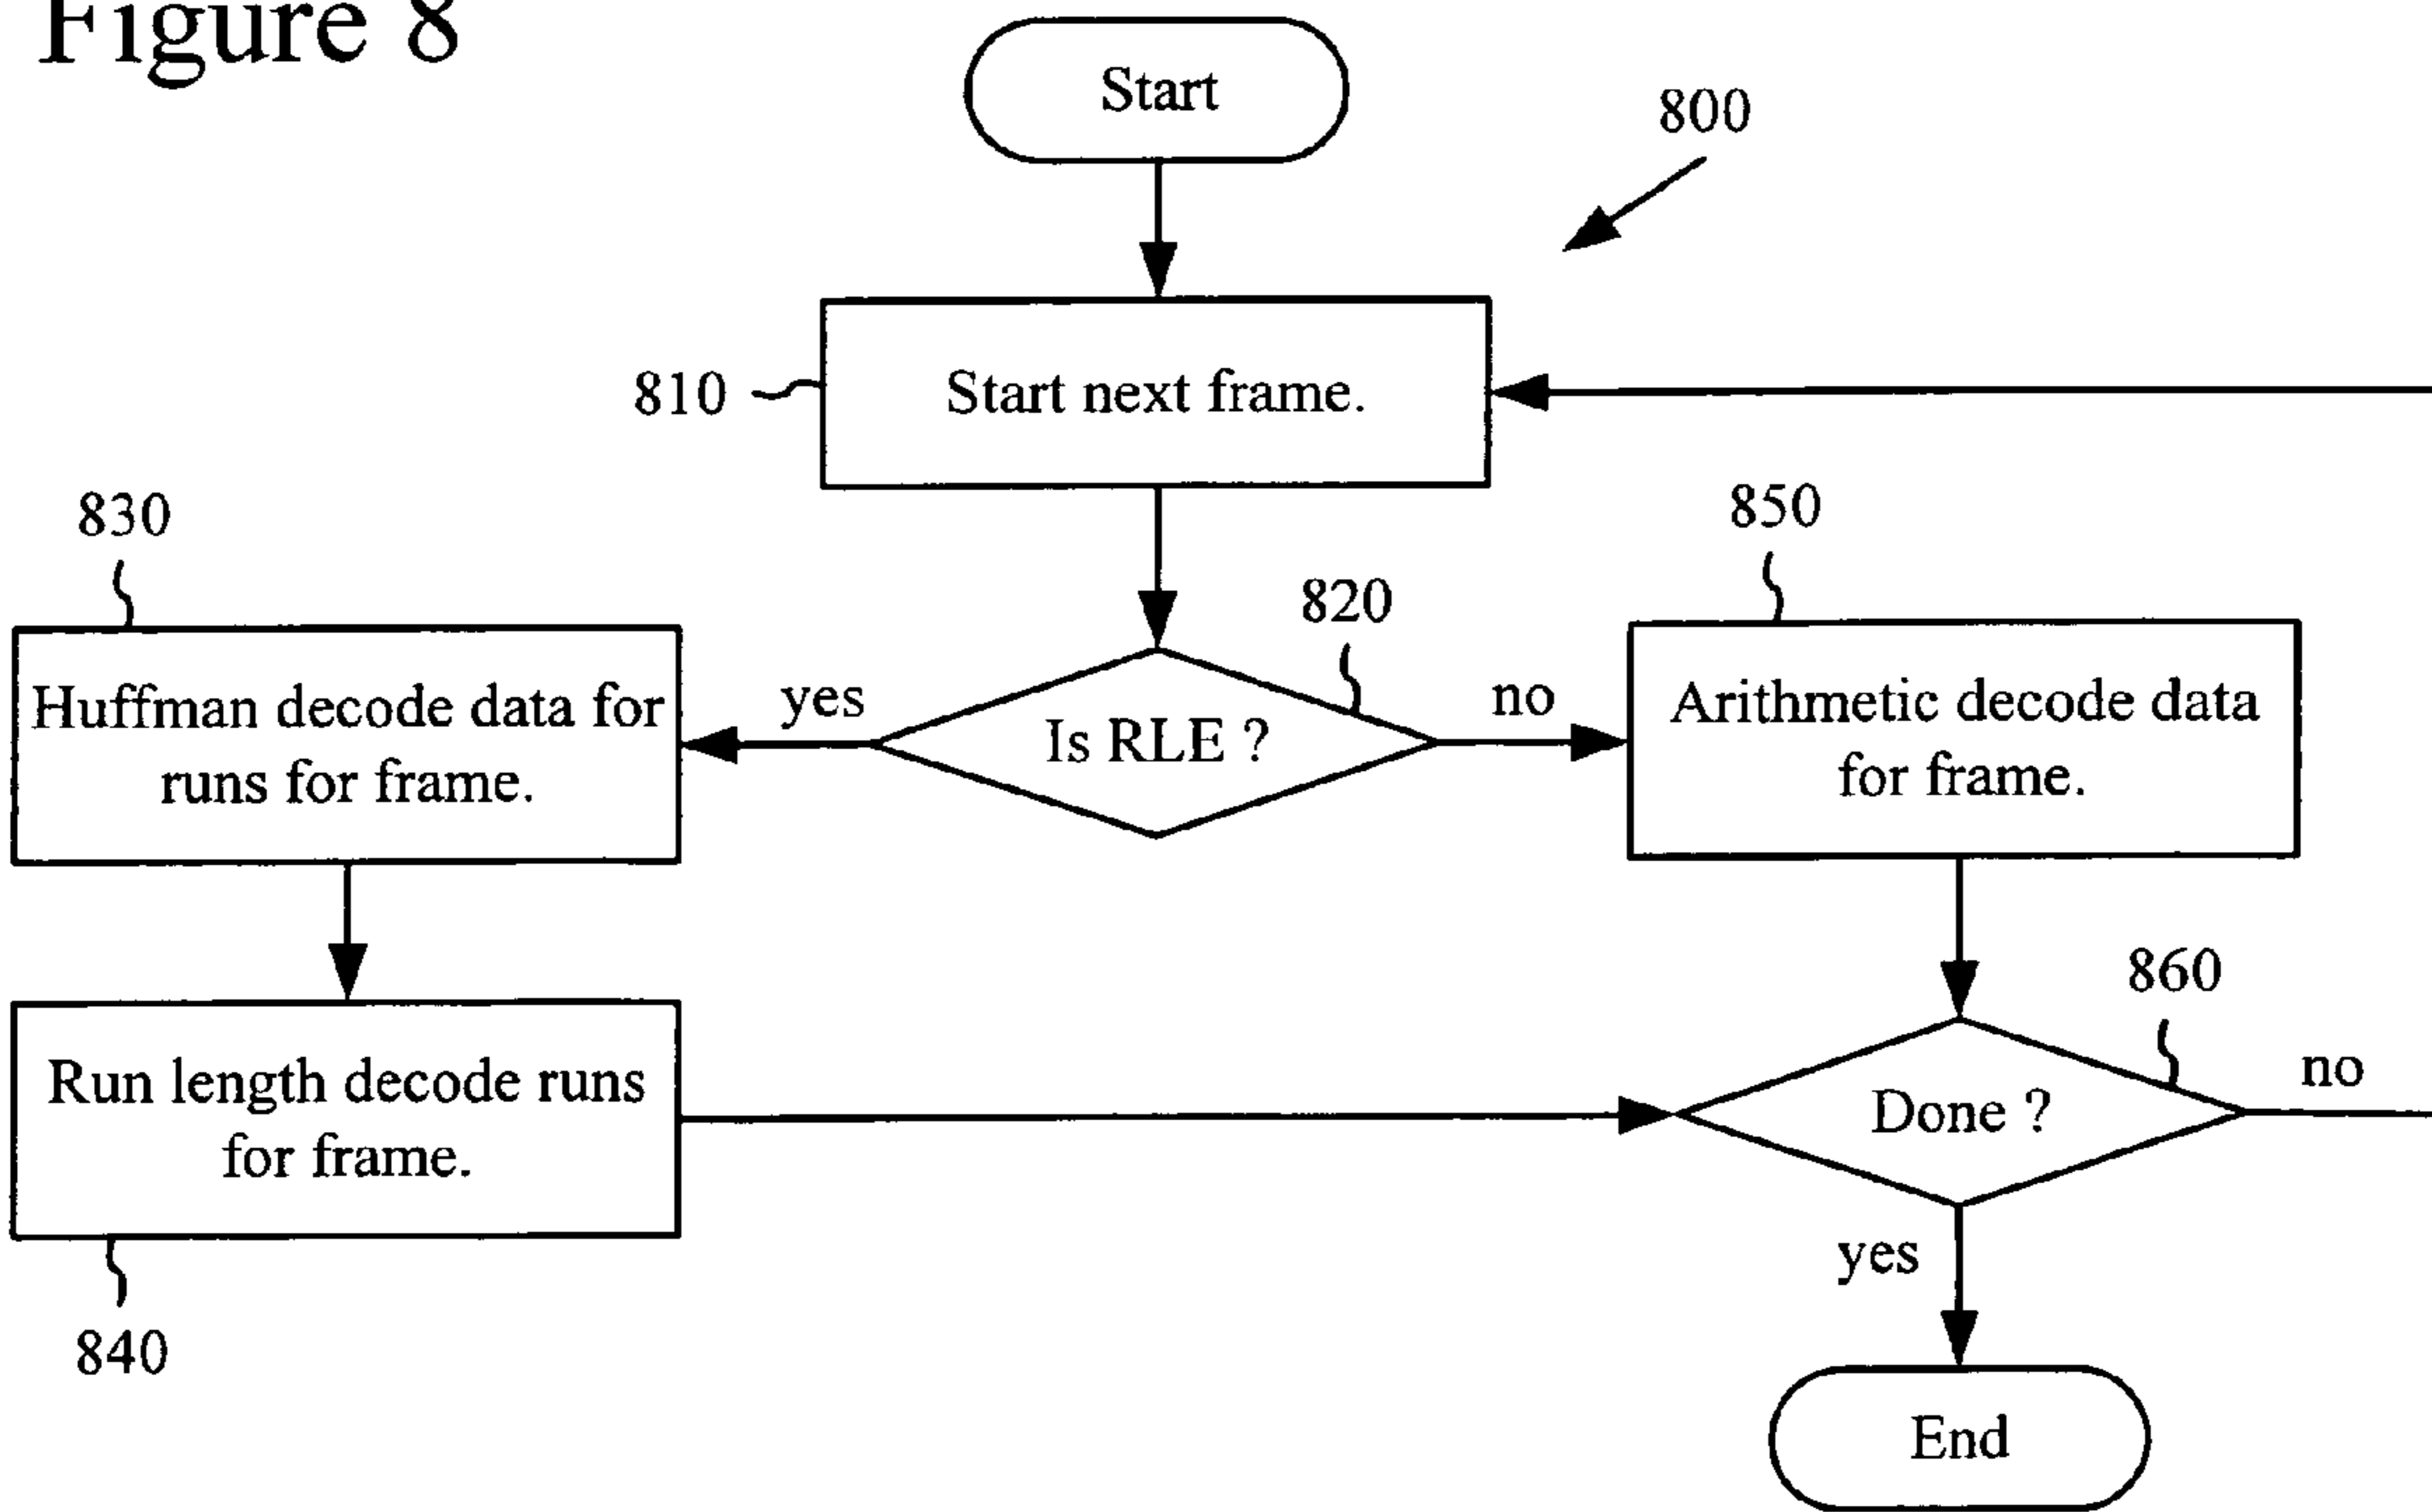 Figure 8
Start
800
810
Start next frame.
830
850
820
Huffman decode data for
runs for frame.
yes
Is RLE ?
no
Arithmetic decode data
for frame.
860
Run length decode runs
for frame.
Done ?
no
yes
840
End